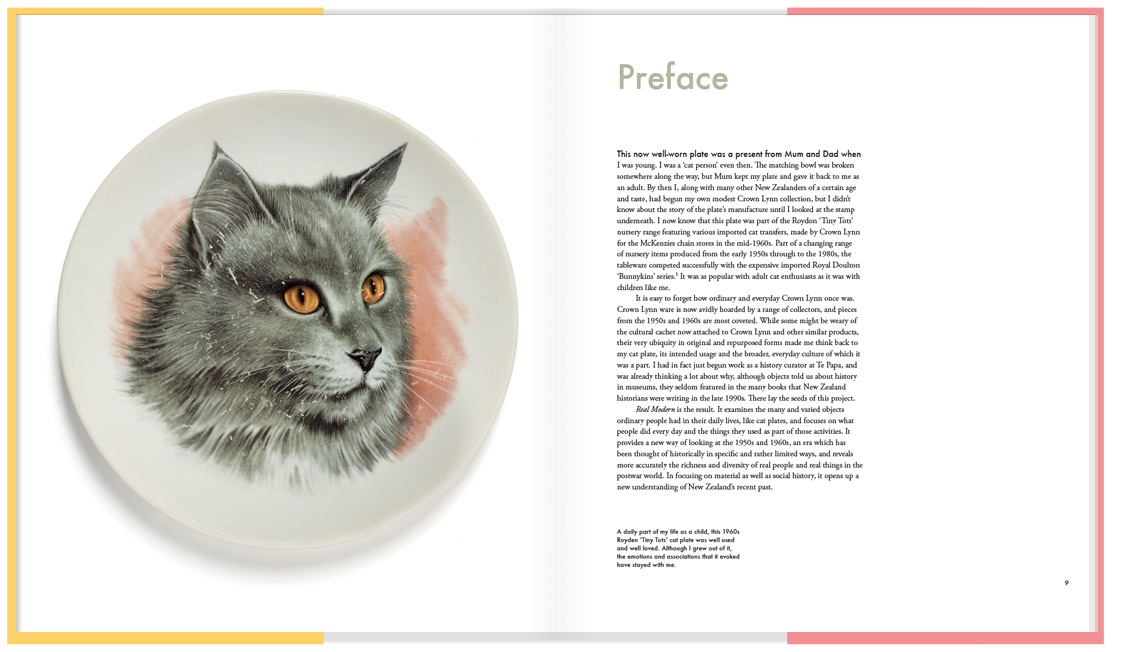 Preface
This now well-worn plate was a present from Mum and Dad when
I was young. I was a ‘cat person’ even then. The matching bowl was broken
somewhere along the way, but Mum kept my plate and gave it back to me as
an adult. By then I, along with many other New Zealanders of a certain age
and taste, had begun my own modest Crown Lynn collection, but I didn’t
know about the story of the plate’s manufacture until I looked at the stamp
underneath. I now know that this plate was part of the Roydon ‘Tiny Tots’
nursery range featuring various imported cat transfers, made by Crown Lynn
for the McKenzies chain stores in the mid-1960s. Part of a changing range
of nursery items produced from the early 1950s through to the 1980s, the
tableware competed successfully with the expensive imported Royal Doulton
‘Bunnykins’ series.¹ It was as popular with adult cat enthusiasts as it was with
children like me.
It is easy to forget how ordinary and everyday Crown Lynn once was.
Crown Lynn ware is now avidly hoarded by a range of collectors, and pieces
from the 1950s and 1960s are most coveted. While some might be weary of
the cultural cachet now attached to Crown Lynn and other similar products,
their very ubiquity in original and repurposed forms made me think back to
my cat plate, its intended usage and the broader, everyday culture of which it
was a part. I had in fact just begun work as a history curator at Te Papa, and
was already thinking a lot about why, although objects told us about history
in museums, they seldom featured in the many books that New Zealand
historians were writing in the late 1990s. There lay the seeds of this project.
Real Modern is the result. It examines the many and varied objects
ordinary people had in their daily lives, like cat plates, and focuses on what
people did every day and the things they used as part of those activities. It
provides a new way of looking at the 1950s and 1960s, an era which has
been thought of historically in specific and rather limited ways, and reveals
more accurately the richness and diversity of real people and real things in the
postwar world. In focusing on material as well as social history, it opens up a
new understanding of New Zealand’s recent past.
A daily part of my life as a child, this 1960s
Royden ‘Tiny Tots’ cat plate was well used
and well loved. Although I grew out of it,
the emotions and associations that it evoked
have stayed with me.
9